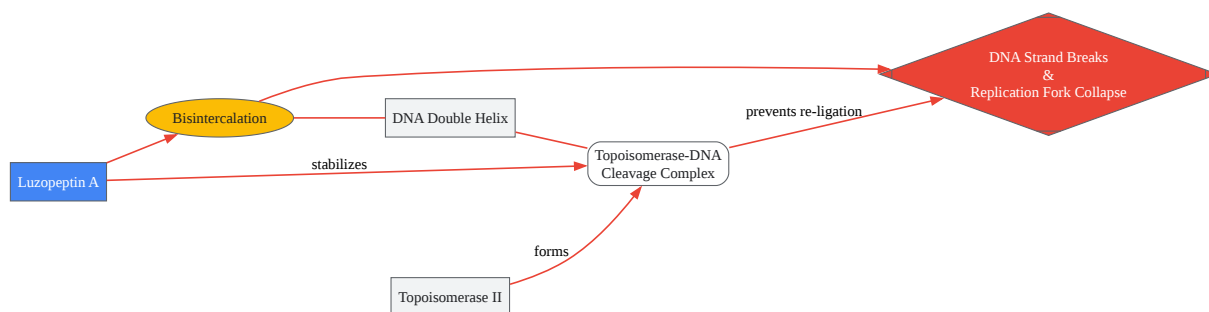 DNA Strand Breaks
&
Replication Fork Collapse
prevents re-ligation
Bisintercalation
DNA Double Helix
Topoisomerase-DNA
Cleavage Complex
stabilizes
Luzopeptin A
forms
Topoisomerase II